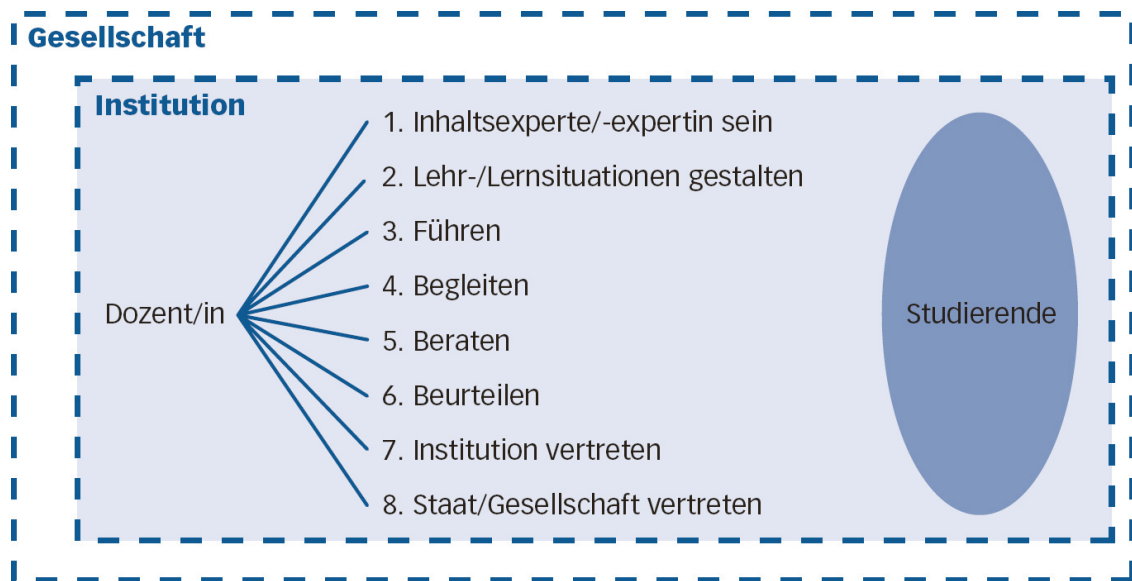 Gesellschaft
Institution
1. Inhaltsexperte/-expertin sein
2. Lehr-/Lernsituationen gestalten
3. Führen
4. Begleiten
Dozent/in
Studierende
5. Beraten
6. Beurteilen
7. Institution vertreten
8. Staat/Gesellschaft vertreten